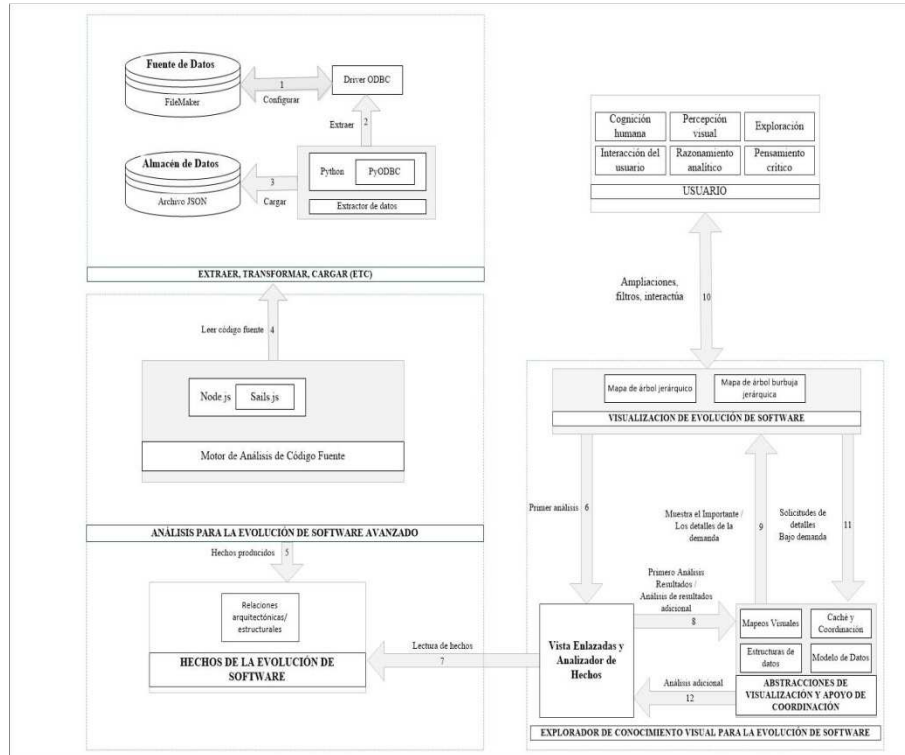 Fuente de Datos
FileMaker
1
Configurar
Driver ODBC
Extraer
2
Almacén de Datos
Archivo JSON
3
Cargar
Python
PyODBC
Extractor de datos
EXTRAER, TRANSFORMAR, CARGAR (ETC)
Leer código fuente
4
Node js
Sails.js
Motor de Análisis de Código Fuente
ANÁLISIS PARA LA EVOLUCIÓN DE SOFTWARE AVANZADO
Hechos producidos
5
Relaciones
arquitectónicas/
estructurales
HECHOS DE LA EVOLUCIÓN DE
SOFTWARE
Lectura de hechos
7
Cognición
humana
Percepción
visual
Exploración
Interacción del
usuario
Razonamiento
analítico
Pensamiento
critico
USUARIO
Ampliaciones,
filtros, interactúa
10
Mapa de árbol jerárquico
Mapa de árbol burbuja
jerárquica
VISUALIZACION DE EVOLUCIÓN DE SOFTWARE
Primer análisis
6
Muestra el Importante /
Los detalles de la
demanda
9
Solicitudes de
detalles
Bajo demanda
11
Primero Análisis
Resultados /
Análisis de resultados
adicional
8
Vista Enlazadas y
Analizador de
Hechos
Mapeos Visuales
Caché y
Coordinación
Estructuras de
datos
Modelo de Datos
ABSTRACCIONES DE
VISUALIZACIÓN Y APOYO DE
COORDINACIÓN
Análisis adicional
12
EXPLORADOR DE CONOCIMIENTO VISUAL PARA LA EVOLUCIÓN DE SOFTWARE